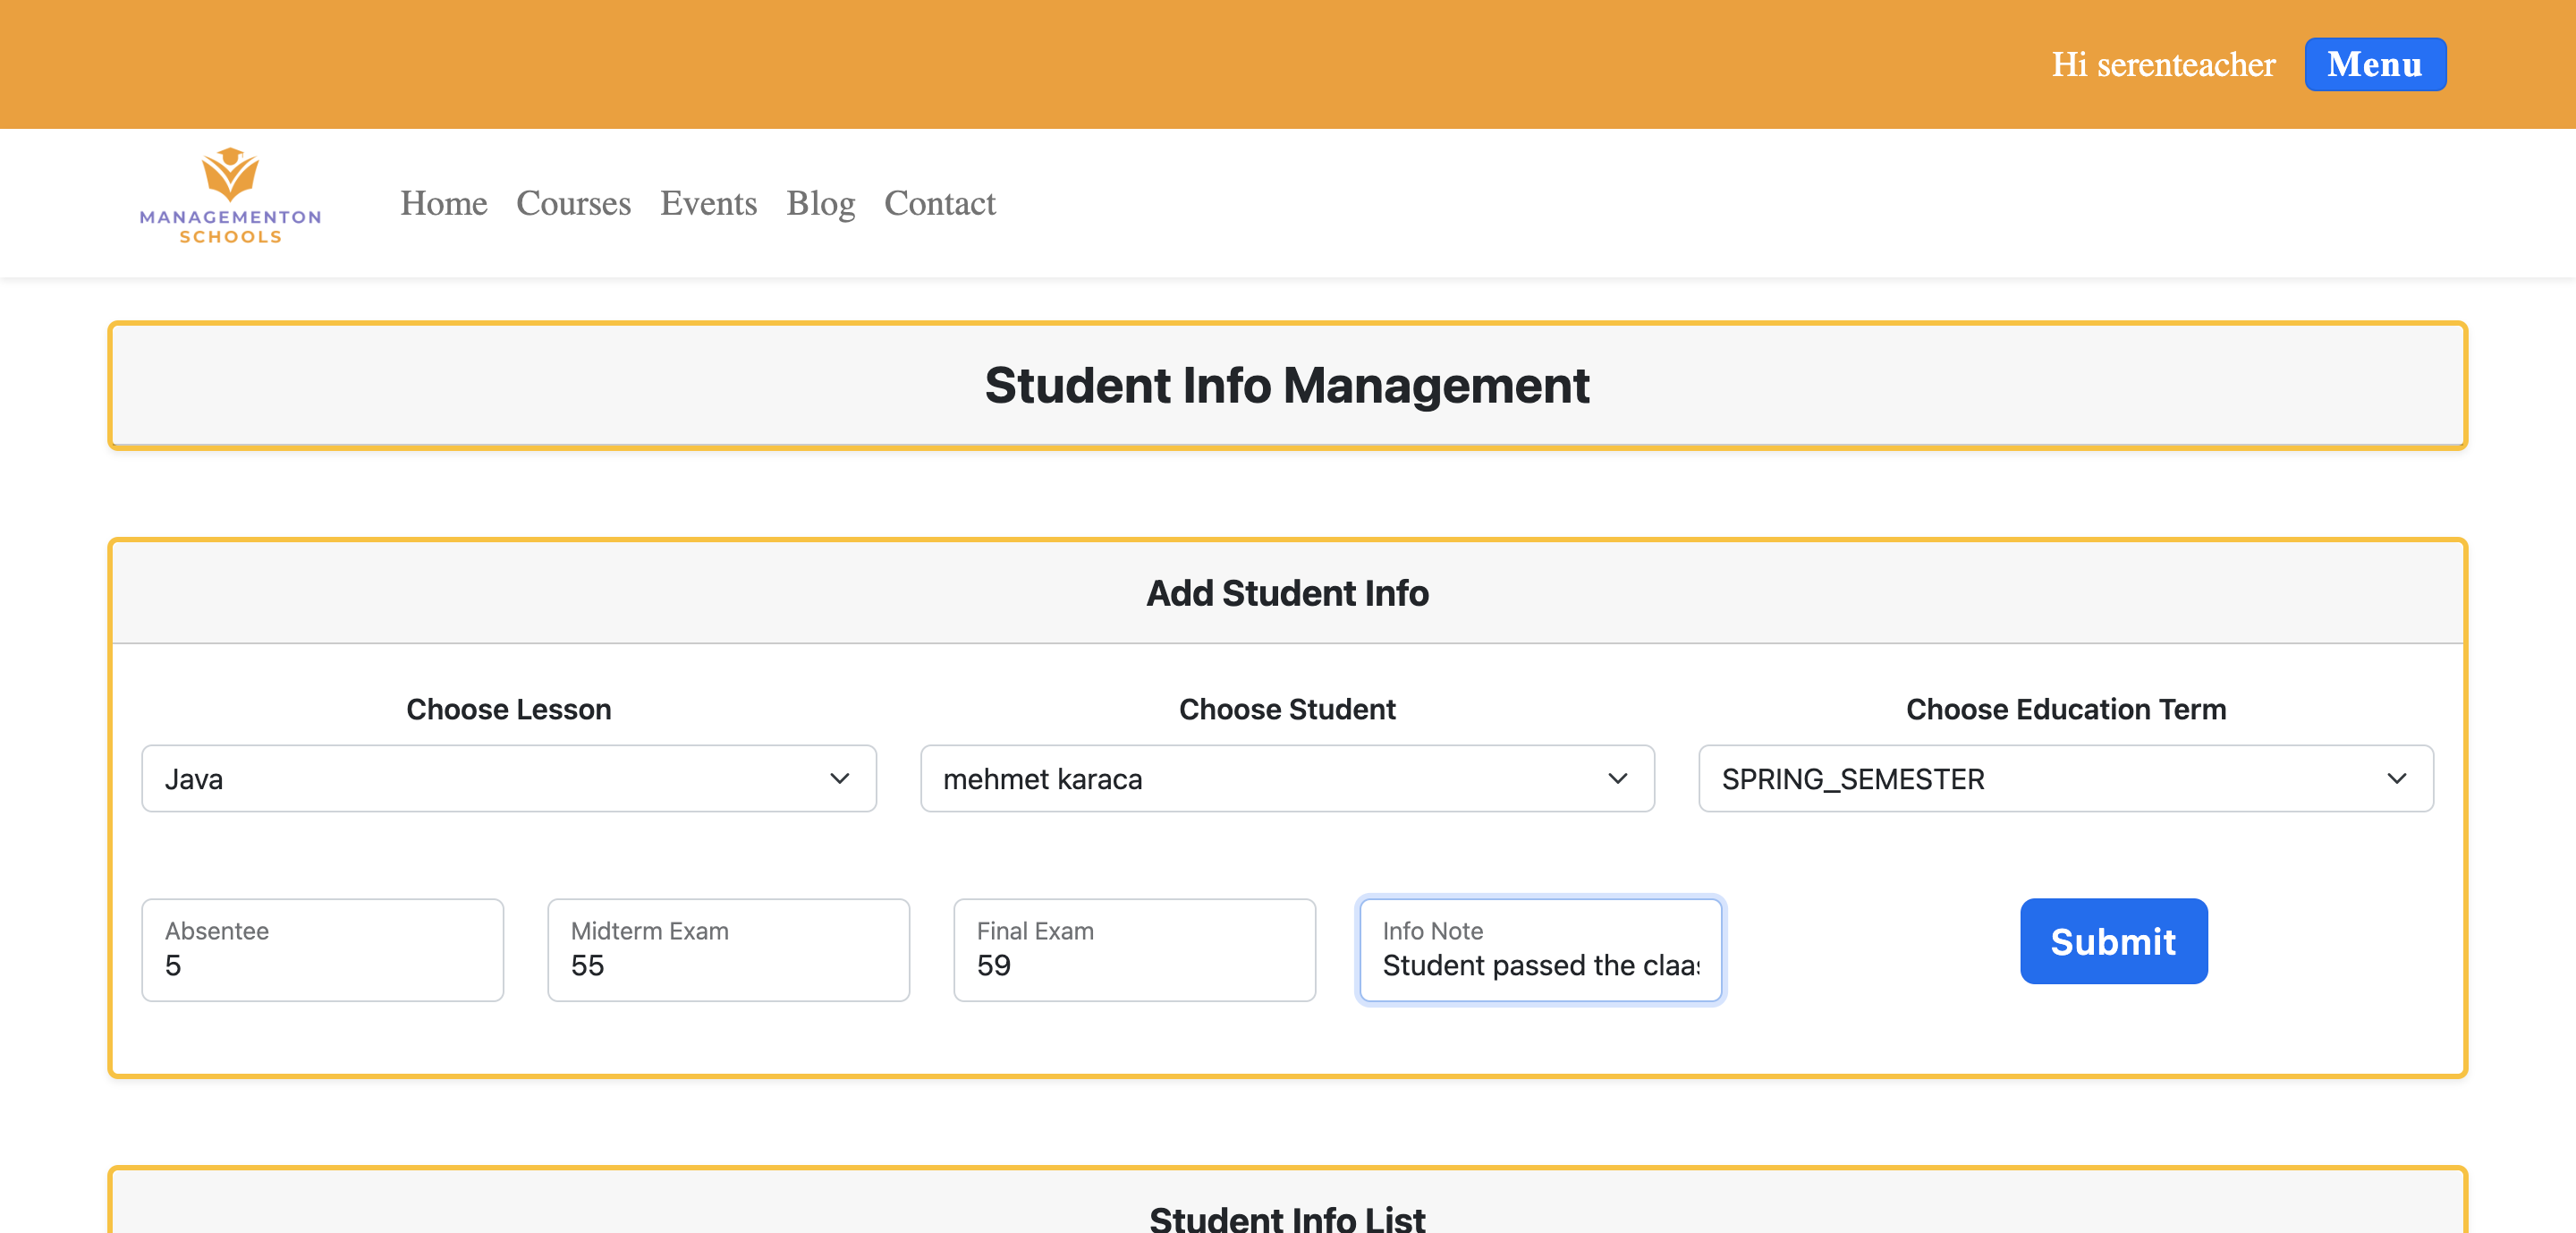 Hi serenteacher Menu
MANAGEMENTON
SCHOOLS
Home Courses Events Blog Contact
Student Info Management
Add Student Info
Choose Lesson Choose Student Choose Education Term
Java mehmet karaca SPRING_SEMESTER
Absentee Midterm Exam Final Exam Info Note
5 55 59 Student passed the claas
Submit
Student Info List